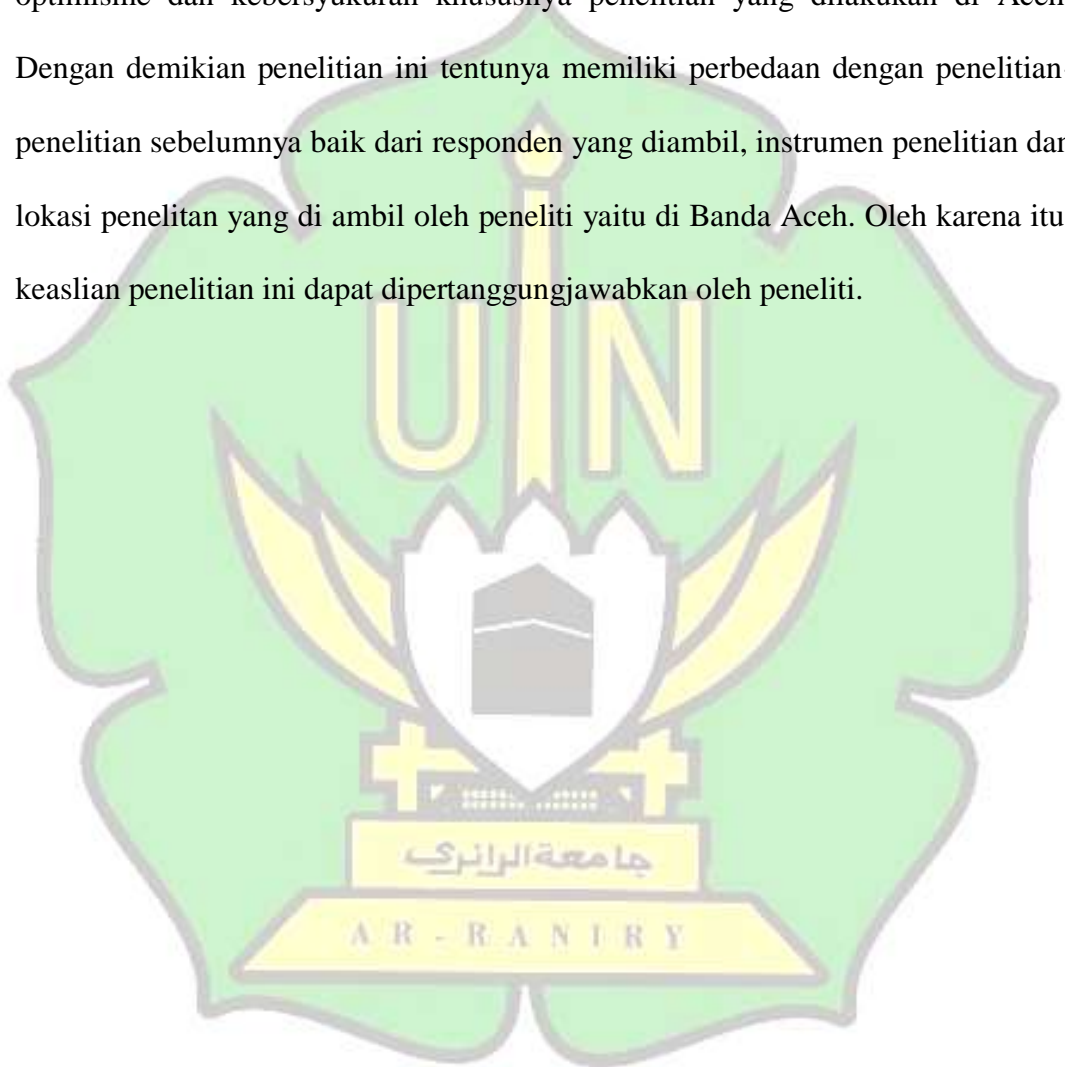 optimisme dan kebersyukuran khususnya penelitian yang dilakukan di Aceh
Dengan demikian penelitian ini tentunya memiliki perbedaan dengan penelitian-
penelitian sebelumnya baik dari responden yang diambil, instrumen penelitian dan
lokasi penelitan yang di ambil oleh peneliti yaitu di Banda Aceh. Oleh karena itu
keaslian penelitian ini dapat dipertanggungjawabkan oleh peneliti.
UIN
جامعة الرانري
AR-RANIRY